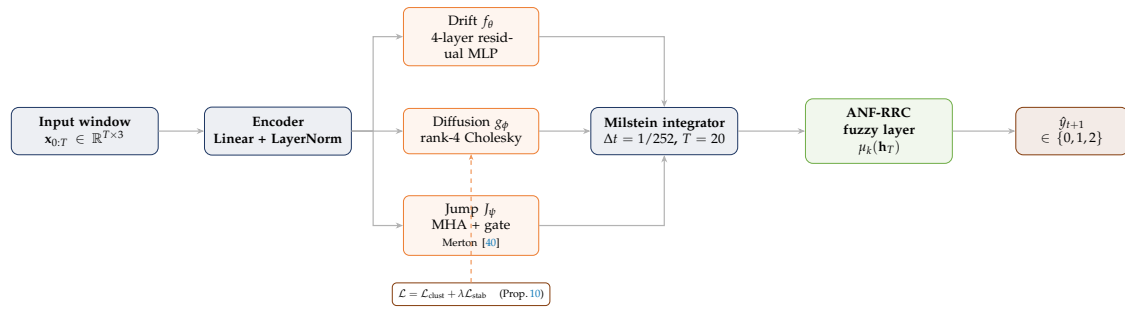 Input window
x₀:T ∈ ℝᵀˣ³
Encoder
Linear + LayerNorm
Drift fθ
4-layer resid-
ual MLP
Diffusion gϕ
rank-4 Cholesky
Jump Jψ
MHA + gate
Merton [40]
ℒ = ℒclust + λℒstab (Prop. 10)
Milstein integrator
Δt = 1/252, T = 20
ANF-RRC
fuzzy layer
μk(hT)
ŷt+1
∈ {0, 1, 2}